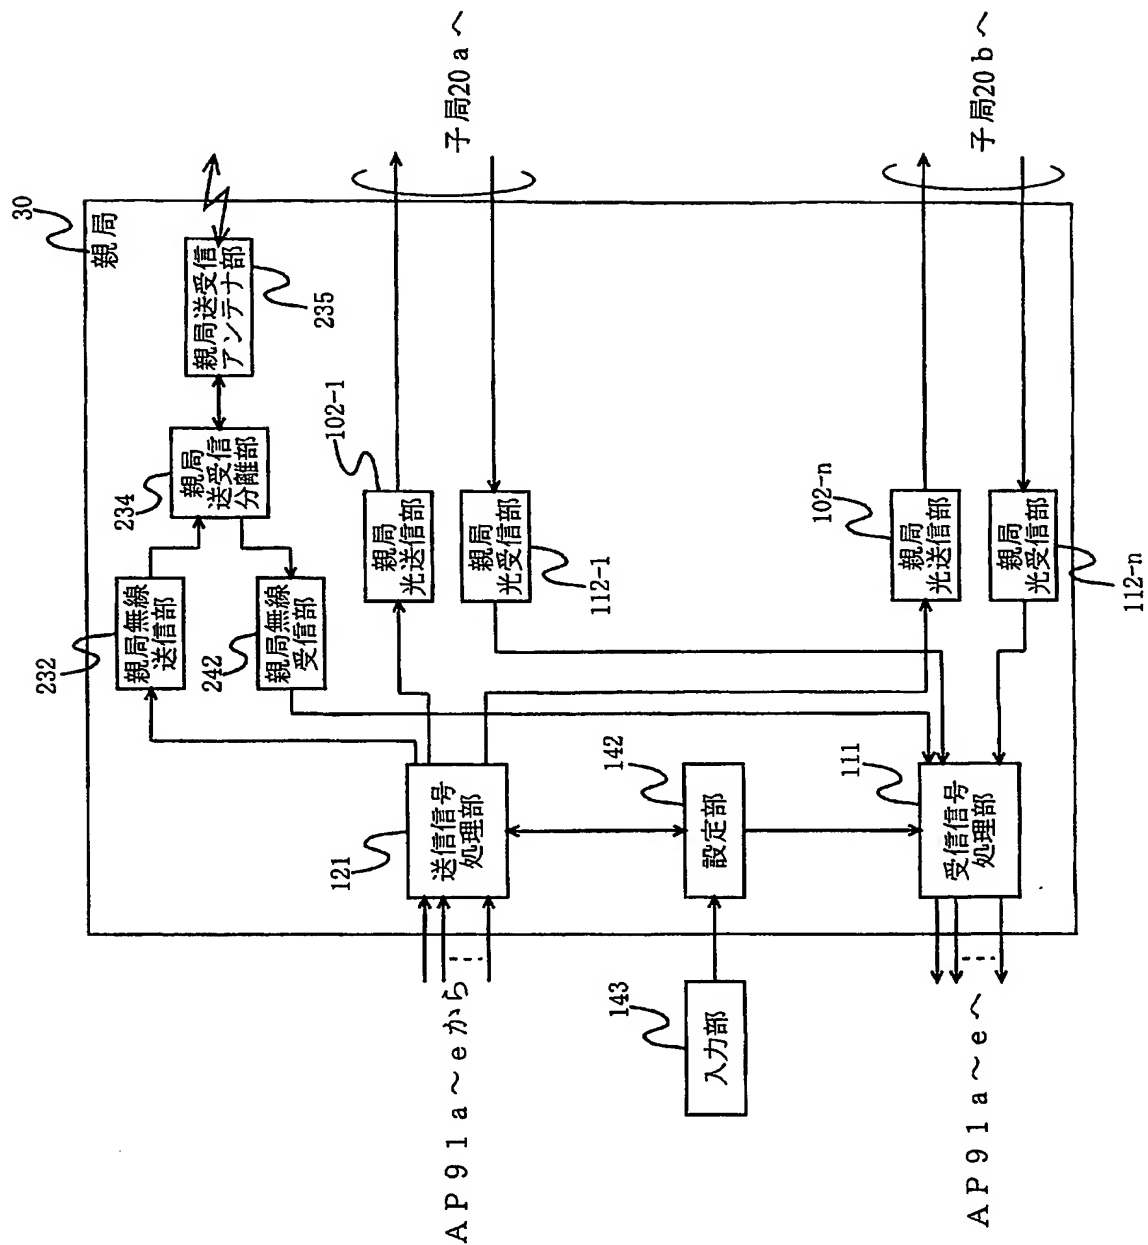 30
親局
親局送受信
アンテナ部
235
親局
送受信
分離部
234
親局無線
送信部
232
親局無線
受信部
242
102-1
親局
光送信部
親局
光受信部
112-1
子局20aへ
102-n
親局
光送信部
親局
光受信部
112-n
子局20bへ
121
送信信号
処理部
AP91a～eから
142
設定部
143
入力部
111
受信信号
処理部
AP91a～eへ